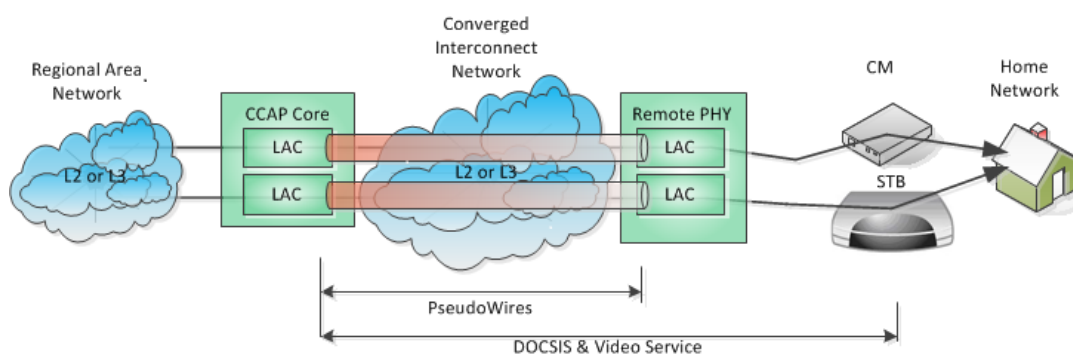 Converged
Interconnect
Network
Regional Area
Network
CM
Home
Network
CCAP Core
Remote PHY
LAC
LAC
L2 or L3
L2 or L3
STB
LAC
LAC
PseudoWires
DOCSIS & Video Service